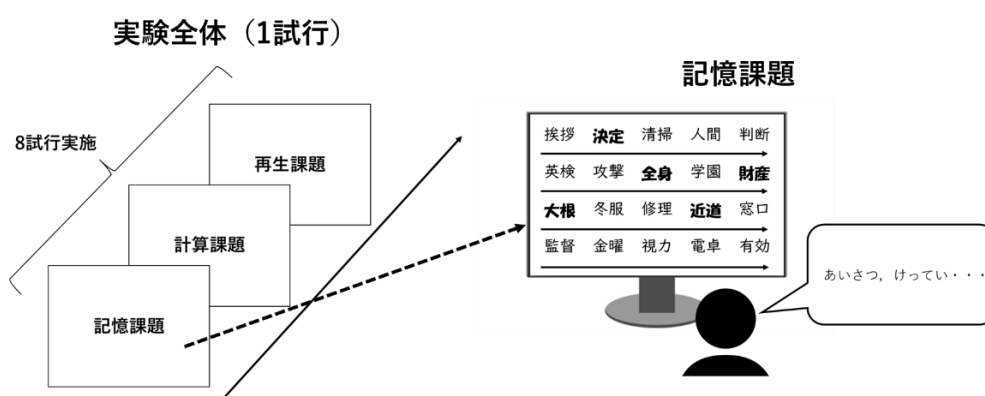 実験全体（1試行）
8試行実施
再生課題
計算課題
記憶課題
記憶課題
挨拶 決定 清掃 人間 判断
英検 攻撃 全身 学園 財産
大根 冬服 修理 近道 窓口
監督 金曜 視力 電卓 有効
あいさつ，けってい・・・